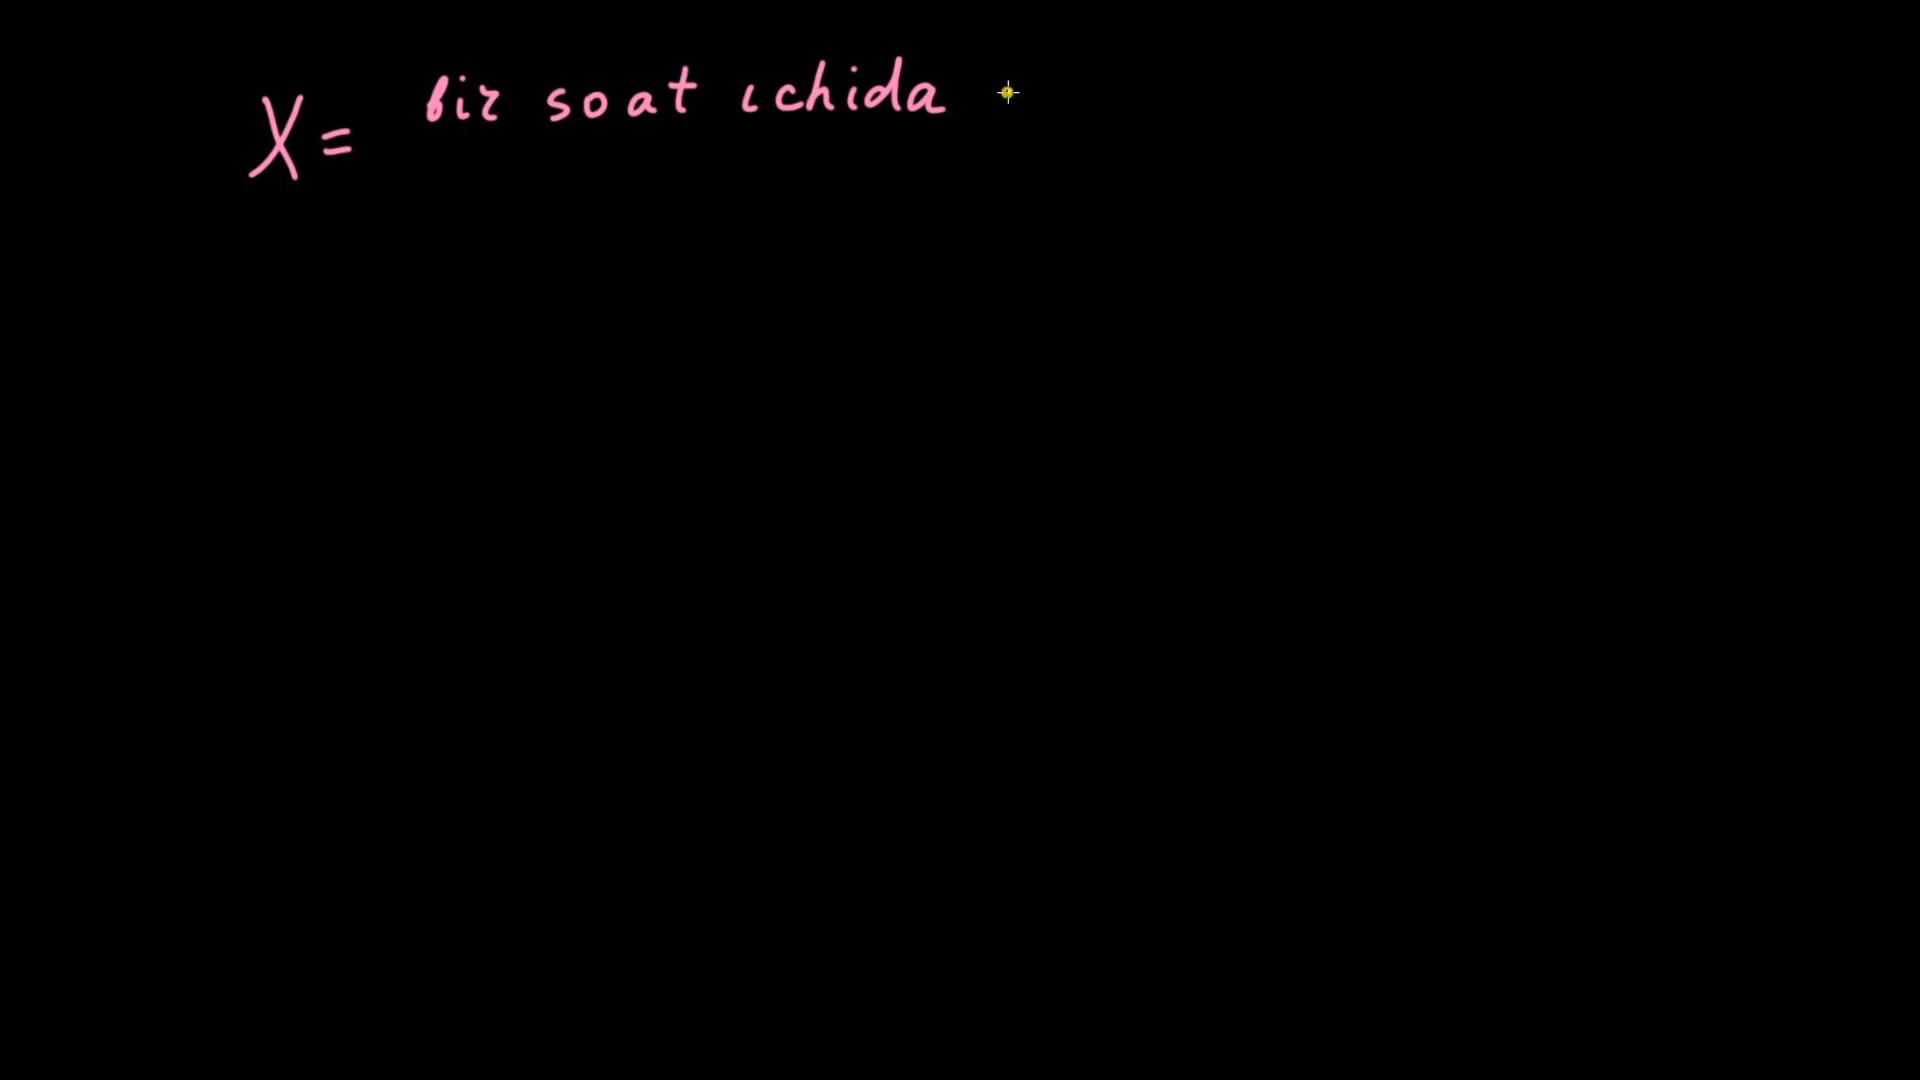 X = bir soat ichida